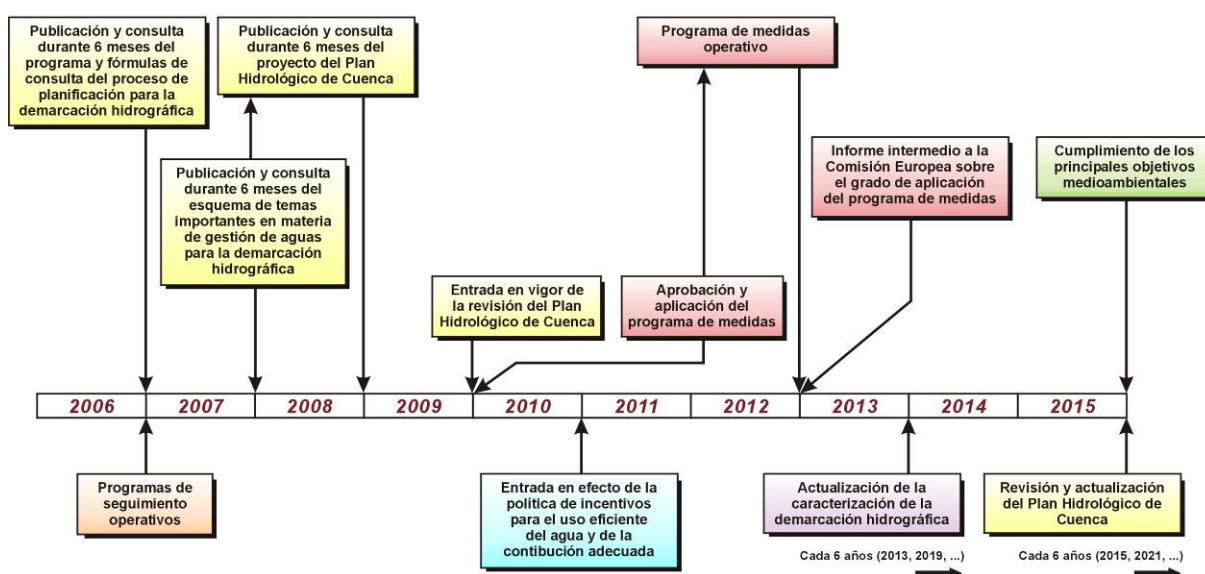 Publicación y consulta
durante 6 meses del
programa y fórmulas de
consulta del proceso de
planificación para la
demarcación hidrográfica
Publicación y consulta
durante 6 meses del
proyecto del Plan
Hidrológico de Cuenca
Programa de medidas
operativo
Publicación y consulta
durante 6 meses del
esquema de temas
importantes en materia
de gestión de aguas
para la demarcación
hidrográfica
Informe intermedio a la
Comisión Europea sobre
el grado de aplicación
del programa de medidas
Cumplimiento de los
principales objetivos
medioambientales
Entrada en vigor de
la revisión del Plan
Hidrológico de Cuenca
Aprobación y
aplicación del
programa de medidas
2006 2007 2008 2009 2010 2011 2012 2013 2014 2015
Programas de
seguimiento
operativos
Entrada en efecto de la
política de incentivos
para el uso eficiente
del agua y de la
contibución adecuada
Actualización de la
caracterización de la
demarcación hidrográfica
Revisión y actualización
del Plan Hidrológico de
Cuenca
Cada 6 años (2013, 2019, ...)
Cada 6 años (2015, 2021, ...)